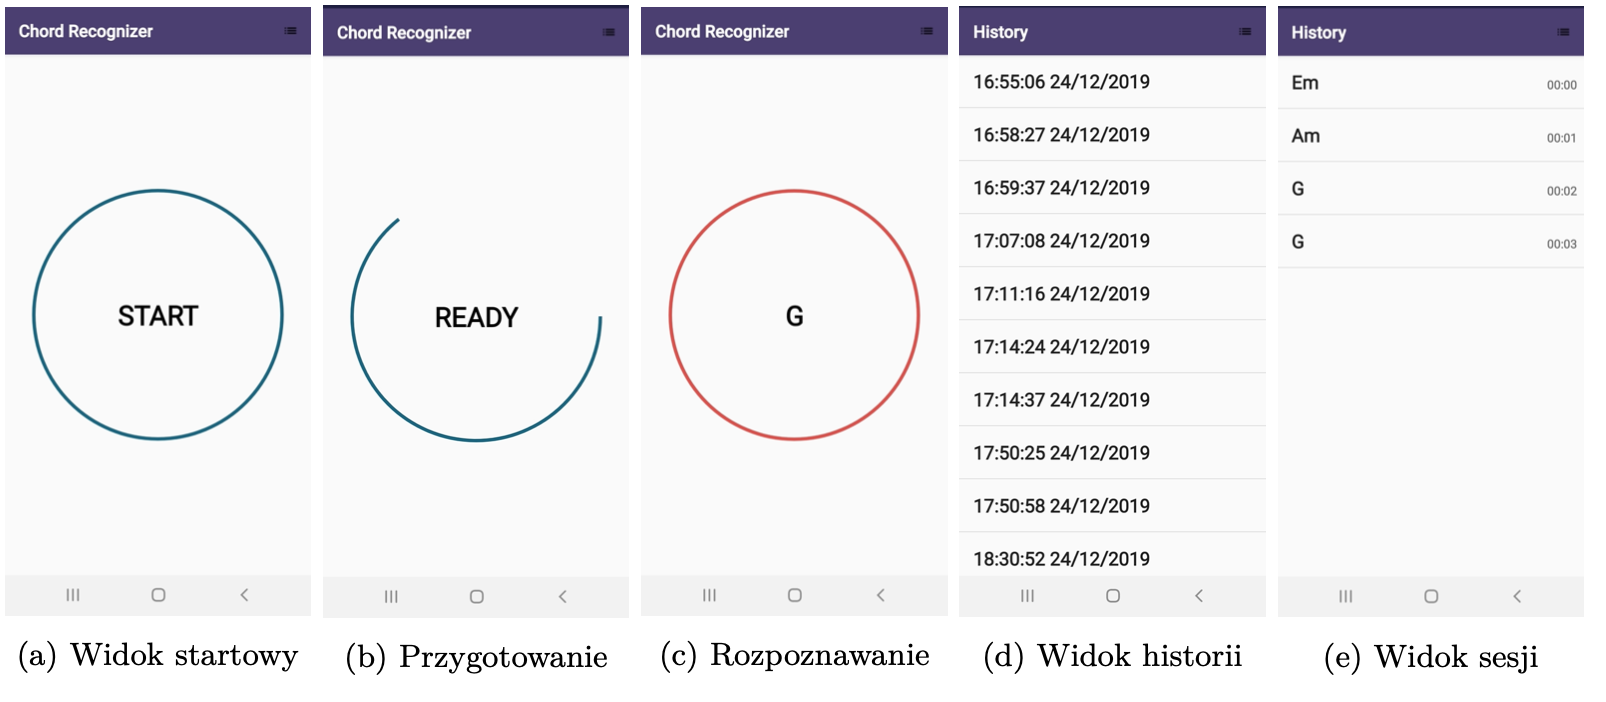 Chord Recognizer
START
(a) Widok startowy
Chord Recognizer
READY
(b) Przygotowanie
Chord Recognizer
G
(c) Rozpoznawanie
History
16:55:06 24/12/2019
16:58:27 24/12/2019
16:59:37 24/12/2019
17:07:08 24/12/2019
17:11:16 24/12/2019
17:14:24 24/12/2019
17:14:37 24/12/2019
17:50:25 24/12/2019
17:50:58 24/12/2019
18:30:52 24/12/2019
(d) Widok historii
History
Em 00:00
Am 00:01
G 00:02
G 00:03
(e) Widok sesji